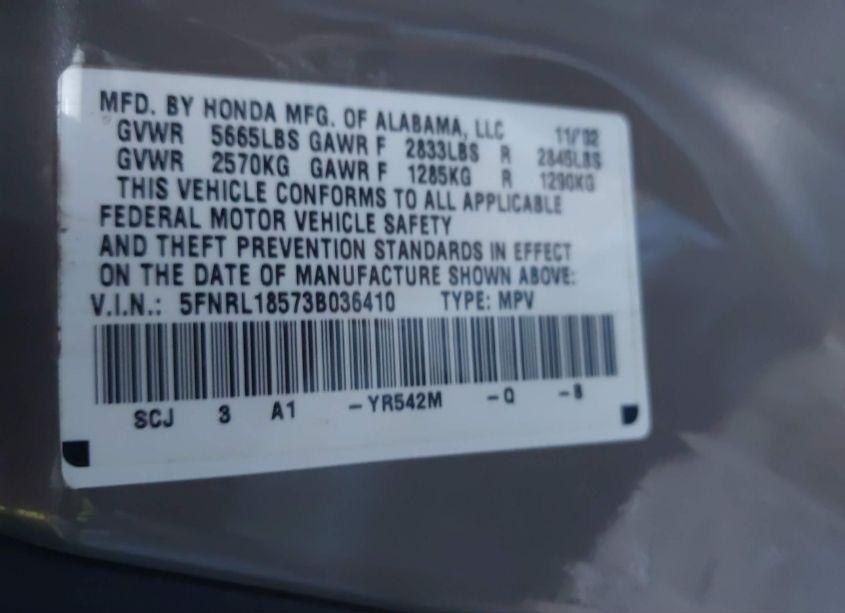 MFD. BY HONDA MFG. OF ALABAMA, LLC 11/02
GVWR 5665LBS GAWR F 2833LBS R 2845LBS
GVWR 2570KG GAWR F 1285KG R 1290KG
THIS VEHICLE CONFORMS TO ALL APPLICABLE
FEDERAL MOTOR VEHICLE SAFETY
AND THEFT PREVENTION STANDARDS IN EFFECT
ON THE DATE OF MANUFACTURE SHOWN ABOVE:
V.I.N.: 5FNRL18573B036410 TYPE: MPV
SCJ 3 A1 -YR542M -Q -B